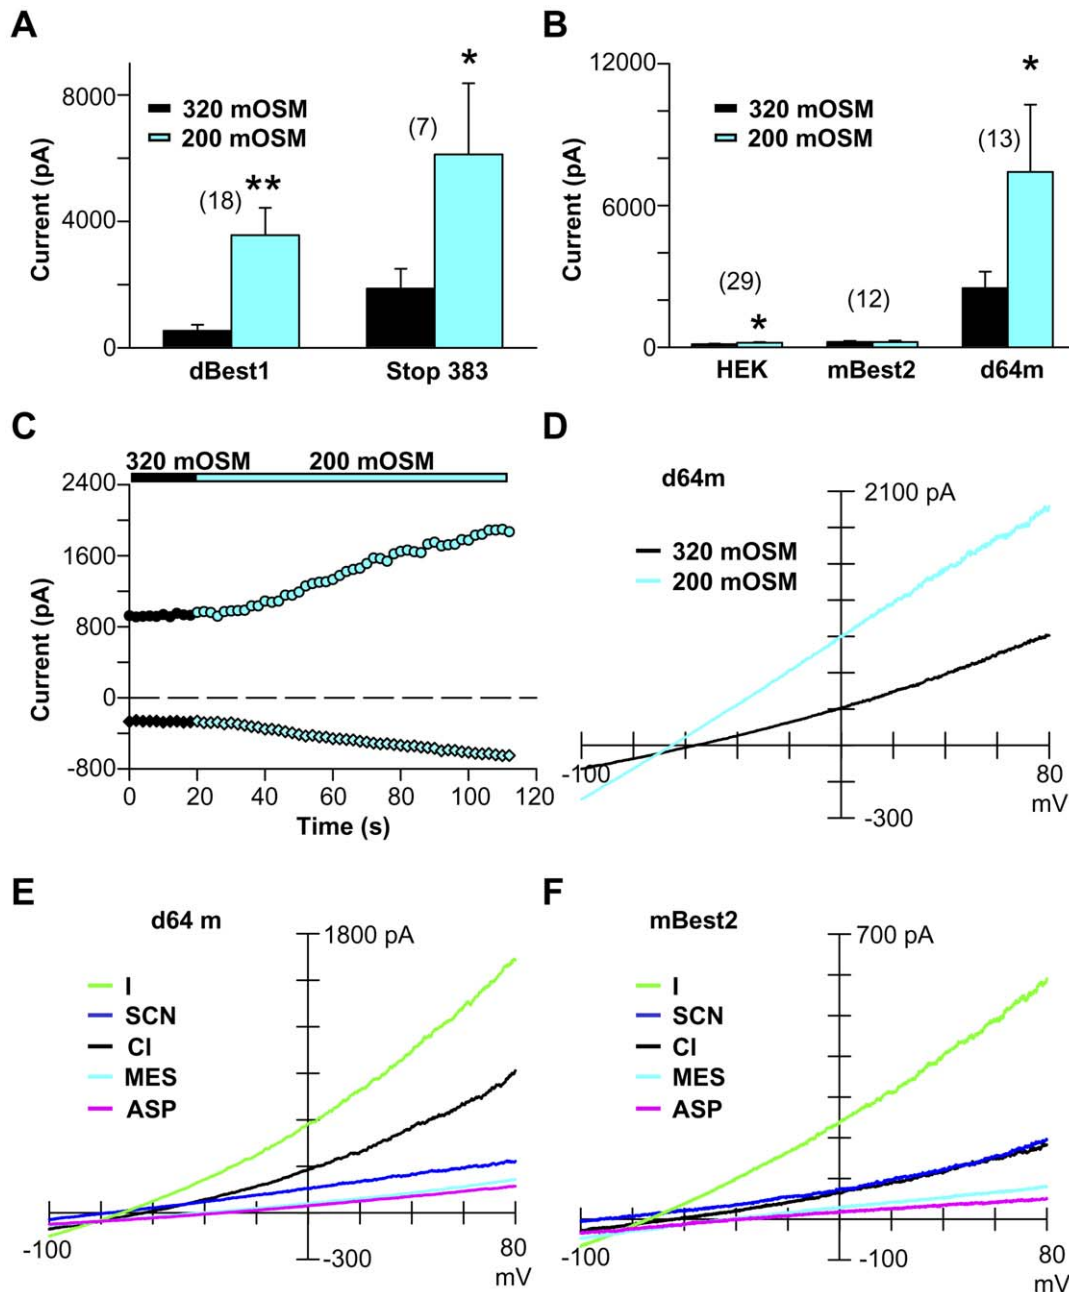 A
8000
4000
0
Current (pA)
320 mOSM
200 mOSM
(18)
**
(7)
*
dBest1
Stop 383
B
12000
6000
0
Current (pA)
320 mOSM
200 mOSM
(29)
*
(12)
(13)
*
HEK
mBest2
d64m
C
320 mOSM
200 mOSM
2400
1600
800
0
-800
Current (pA)
0 20 40 60 80 100 120
Time (s)
D
d64m
2100 pA
320 mOSM
200 mOSM
-100
80
mV
-300
E
d64 m
1800 pA
I
SCN
Cl
MES
ASP
-100
80
mV
-300
F
mBest2
700 pA
I
SCN
Cl
MES
ASP
-100
80
mV
-100